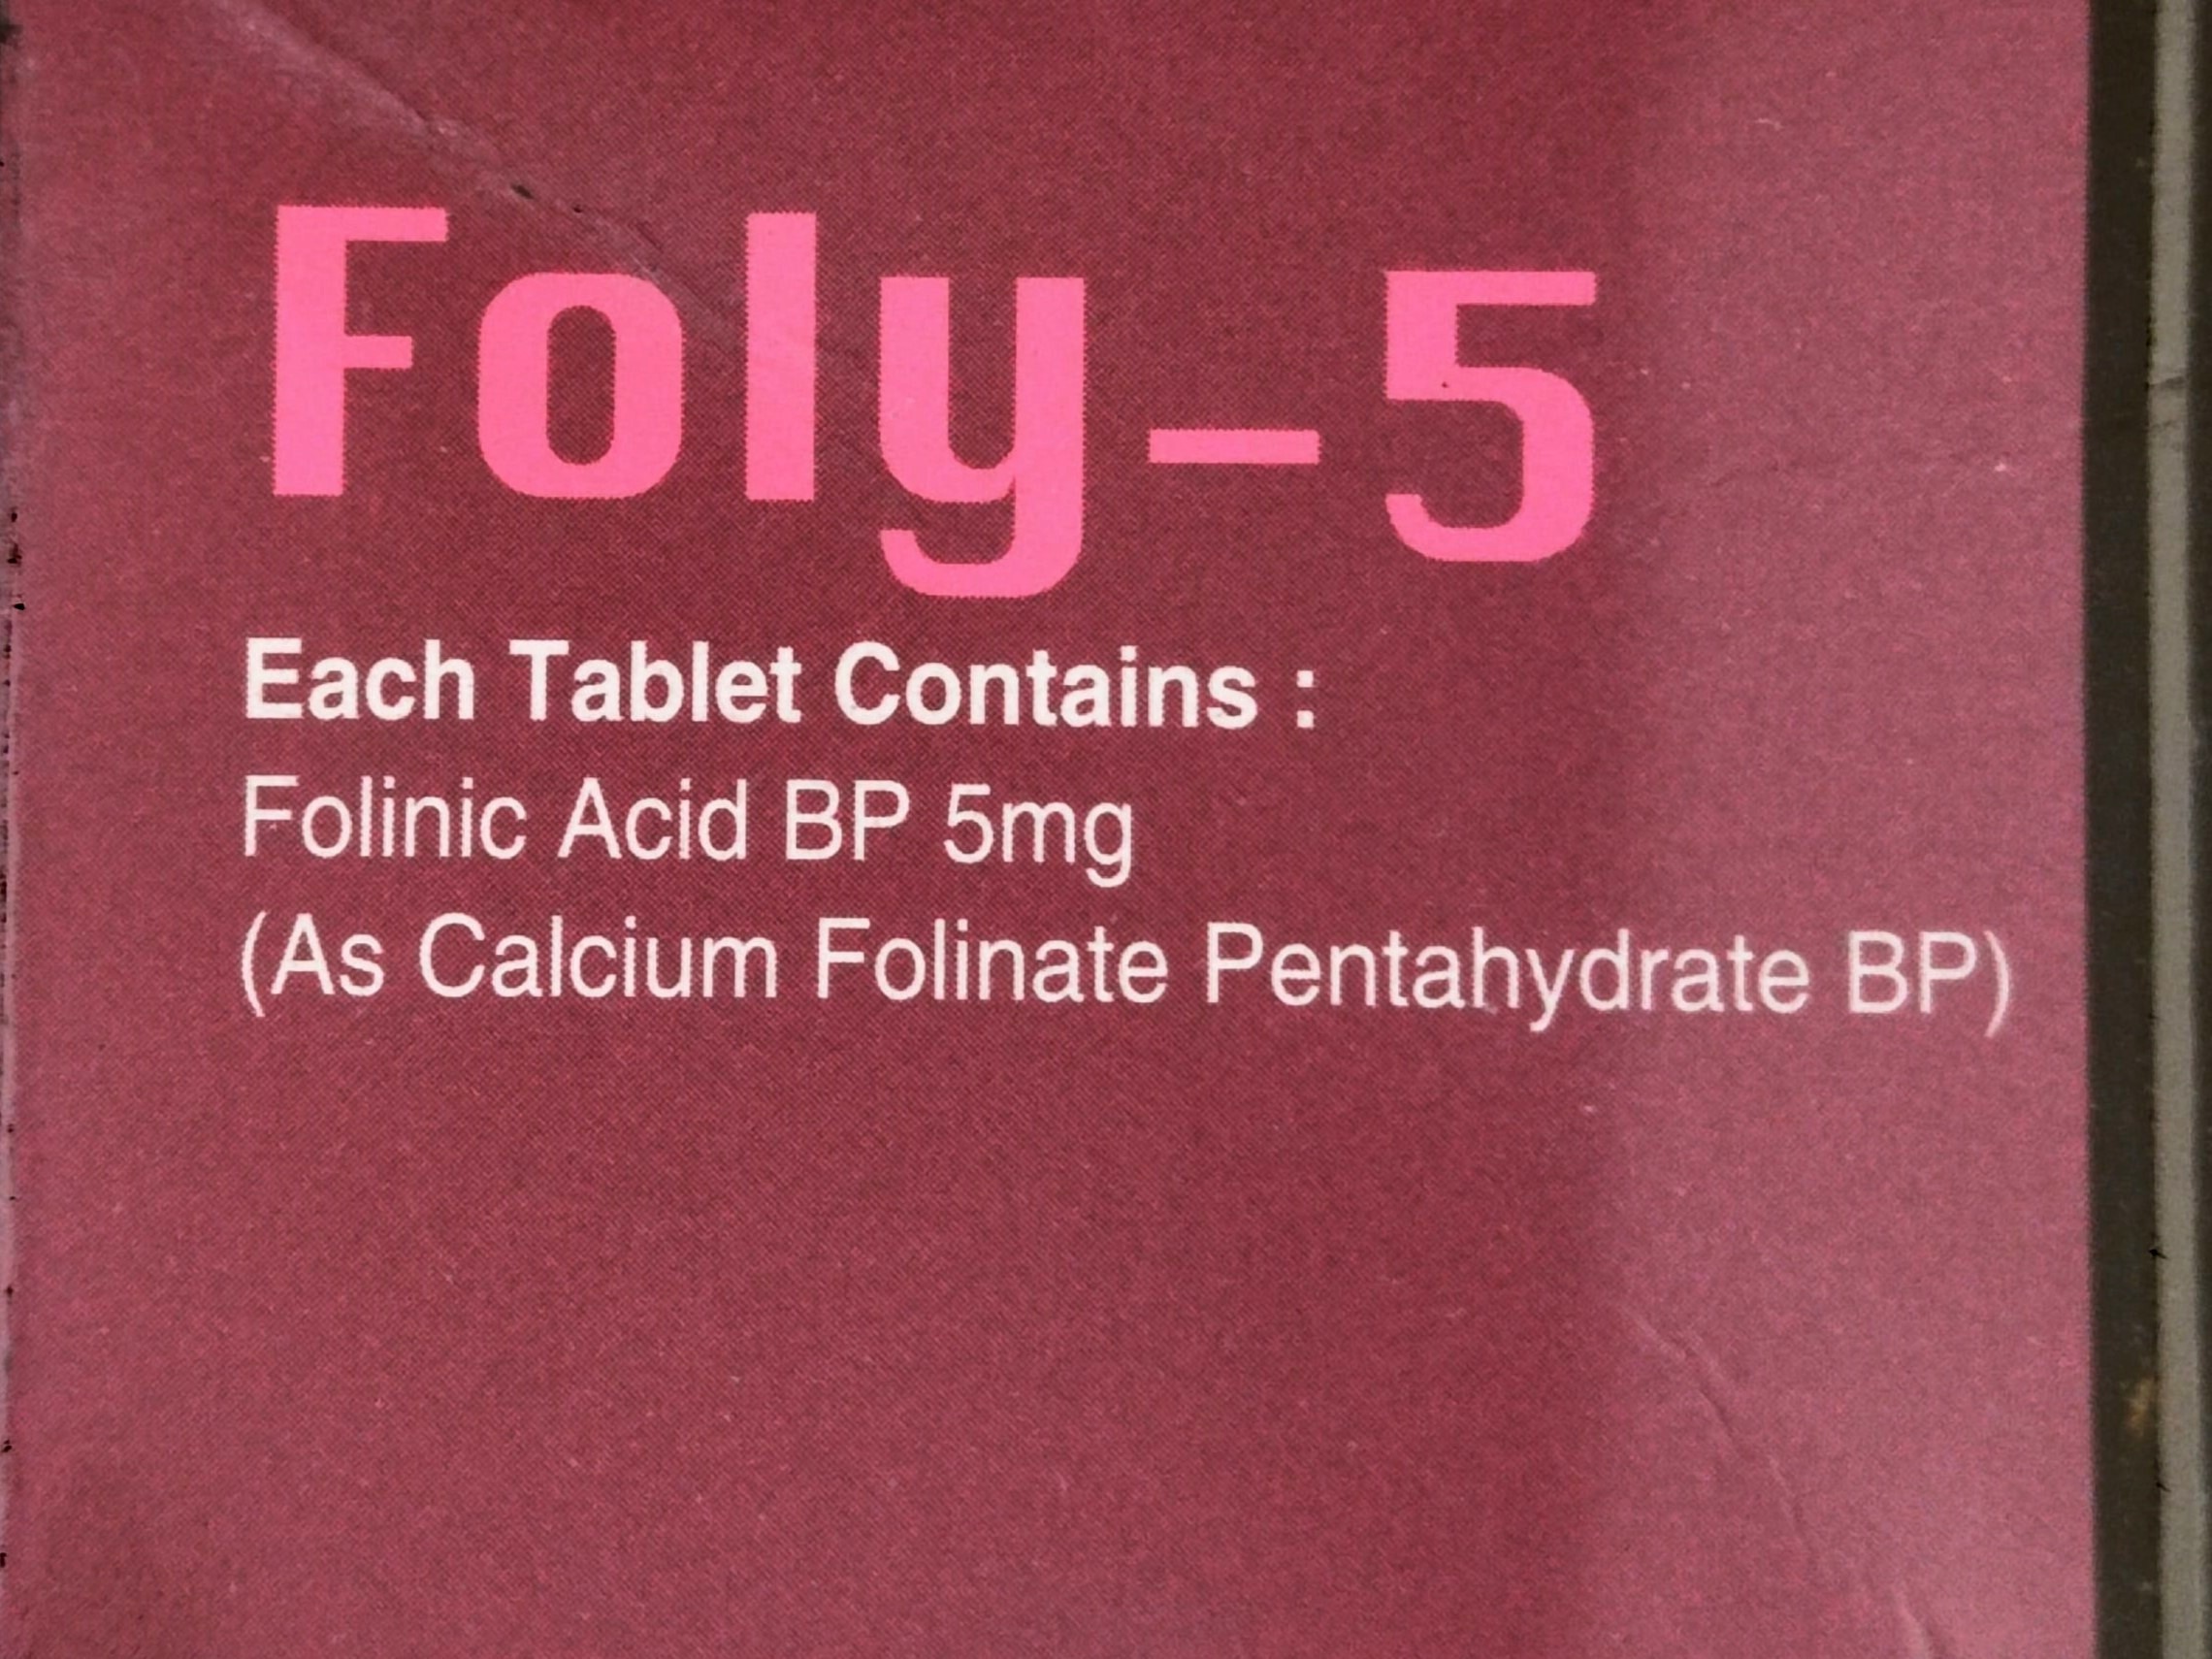 Foly-5
Each Tablet Contains :
Folinic Acid BP 5mg
(As Calcium Folinate Pentahydrate BP)